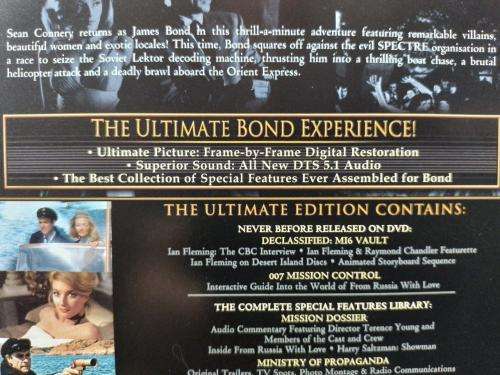 Sean Connery returns as James Bond in this thrill-a-minute adventure featuring remarkable villains,
beautiful women and exotic locales! This time, Bond squares off against the evil SPECTRE organisation in
a race to seize the Soviet Lektor decoding machine, thrusting him into a thrilling boat chase, a brutal
helicopter attack and a deadly brawl aboard the Orient Express.
THE ULTIMATE BOND EXPERIENCE!
• Ultimate Picture: Frame-by-Frame Digital Restoration
• Superior Sound: All New DTS 5.1 Audio
• The Best Collection of Special Features Ever Assembled for Bond
THE ULTIMATE EDITION CONTAINS:
NEVER BEFORE RELEASED ON DVD:
DECLASSIFIED: MI6 VAULT
Ian Fleming: The CBC Interview • Ian Fleming & Raymond Chandler Featurette
Ian Fleming on Desert Island Discs • Animated Storyboard Sequence
007 MISSION CONTROL
Interactive Guide Into the World of From Russia With Love
THE COMPLETE SPECIAL FEATURES LIBRARY:
MISSION DOSSIER
Audio Commentary Featuring Director Terence Young and
Members of the Cast and Crew
Inside From Russia With Love • Harry Saltzman: Showman
MINISTRY OF PROPAGANDA
Original Trailers, TV Spots, Photo Montage & Radio Communications